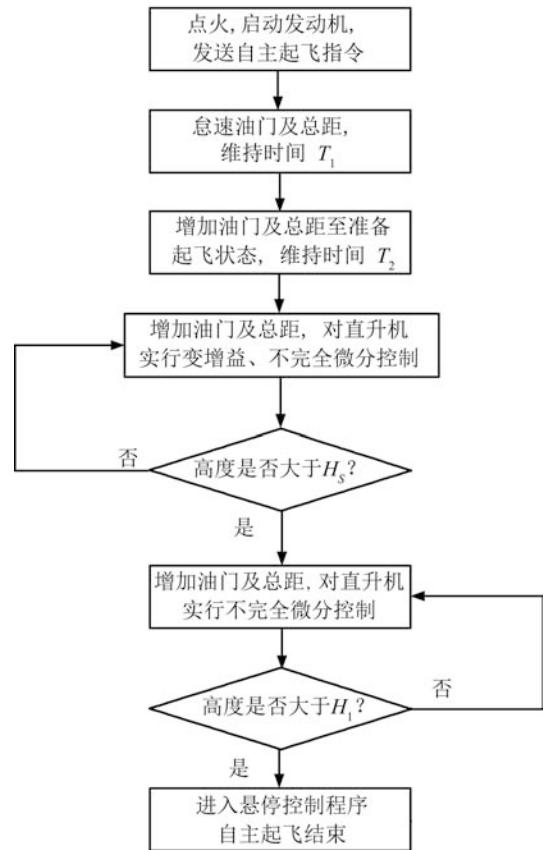 点火,启动发动机,
发送自主起飞指令
怠速油门及总距,
维持时间 T₁
增加油门及总距至准备
起飞状态, 维持时间 T₂
增加油门及总距, 对直升机
实行变增益、不完全微分控制
否
高度是否大于Hₛ?
是
增加油门及总距,对直升机
实行不完全微分控制
高度是否大于H₁?
否
是
进入悬停控制程序
自主起飞结束